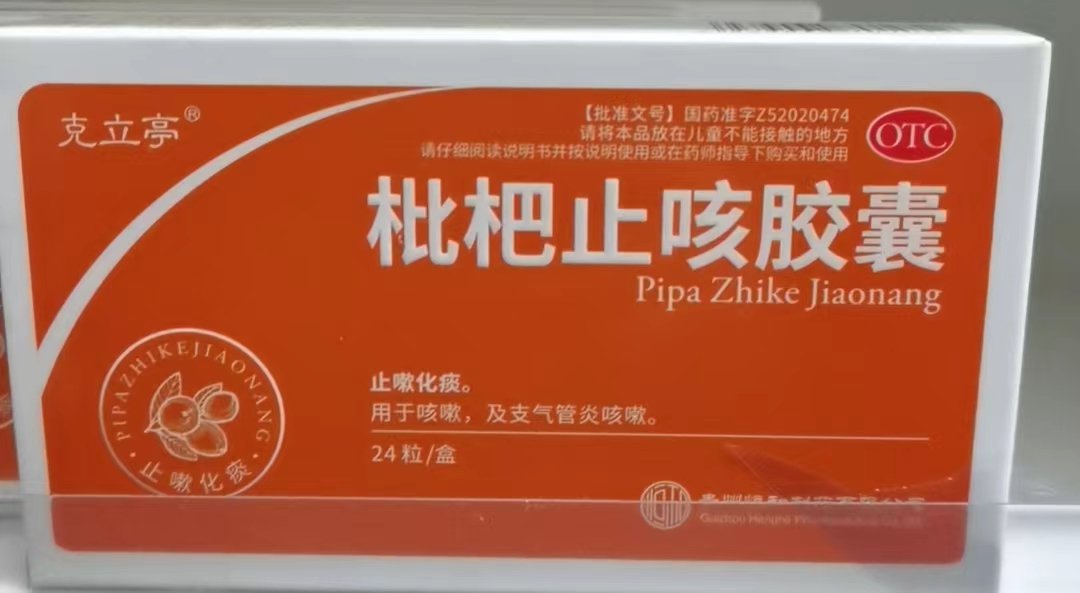 克立亭®
【批准文号】国药准字Z52020474
请将本品放在儿童不能接触的地方
请仔细阅读说明书并按说明使用或在药师指导下购买和使用
OTC
枇杷止咳胶囊
Pipa Zhike Jiaonang
PIPAZHIKEJIAONANG
·止嗽化痰·
止嗽化痰。
用于咳嗽，及支气管炎咳嗽。
24粒/盒